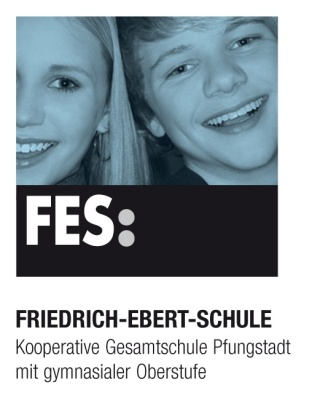 FES:
FRIEDRICH-EBERT-SCHULE
Kooperative Gesamtschule Pfungstadt
mit gymnasialer Oberstufe